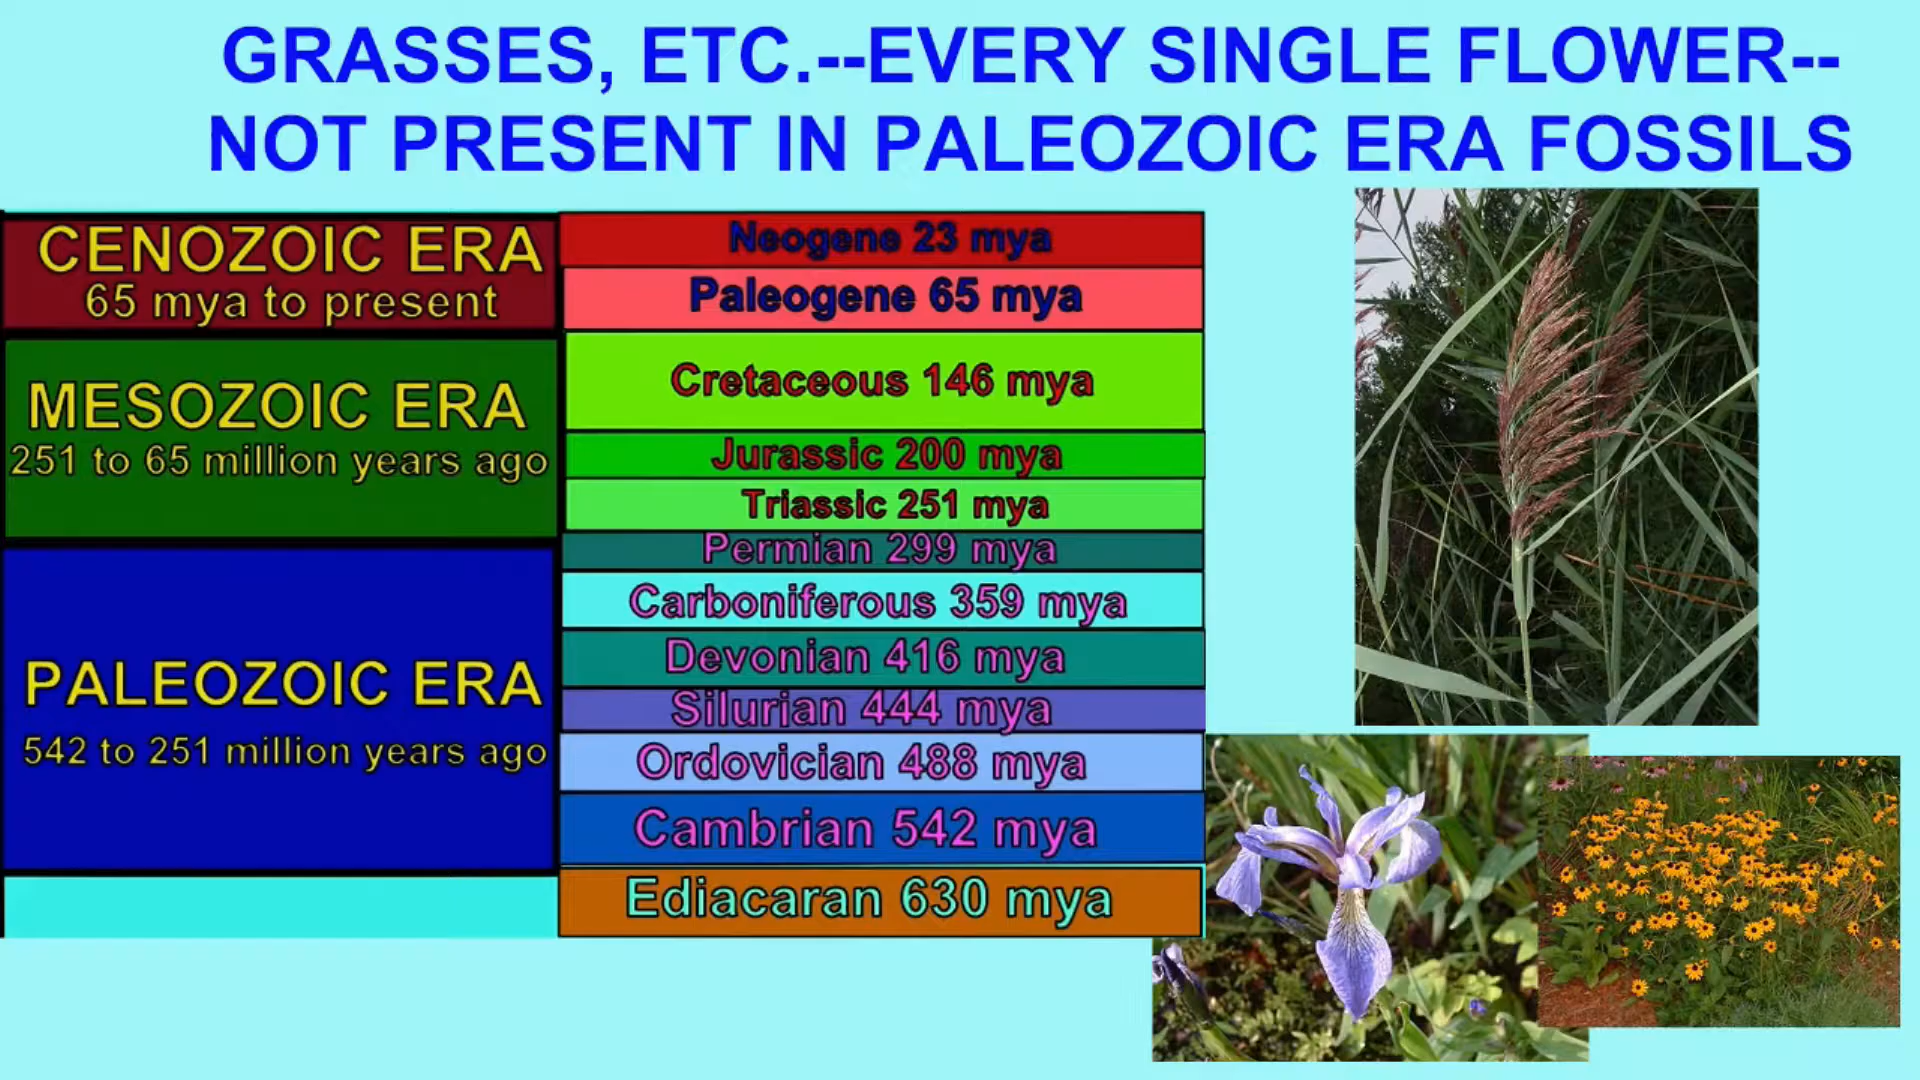 GRASSES, ETC.--EVERY SINGLE FLOWER--
NOT PRESENT IN PALEOZOIC ERA FOSSILS
CENOZOIC ERA
65 mya to present
Neogene 23 mya
Paleogene 65 mya
MESOZOIC ERA
251 to 65 million years ago
Cretaceous 146 mya
Jurassic 200 mya
Triassic 251 mya
PALEOZOIC ERA
542 to 251 million years ago
Permian 299 mya
Carboniferous 359 mya
Devonian 416 mya
Silurian 444 mya
Ordovician 488 mya
Cambrian 542 mya
Ediacaran 630 mya